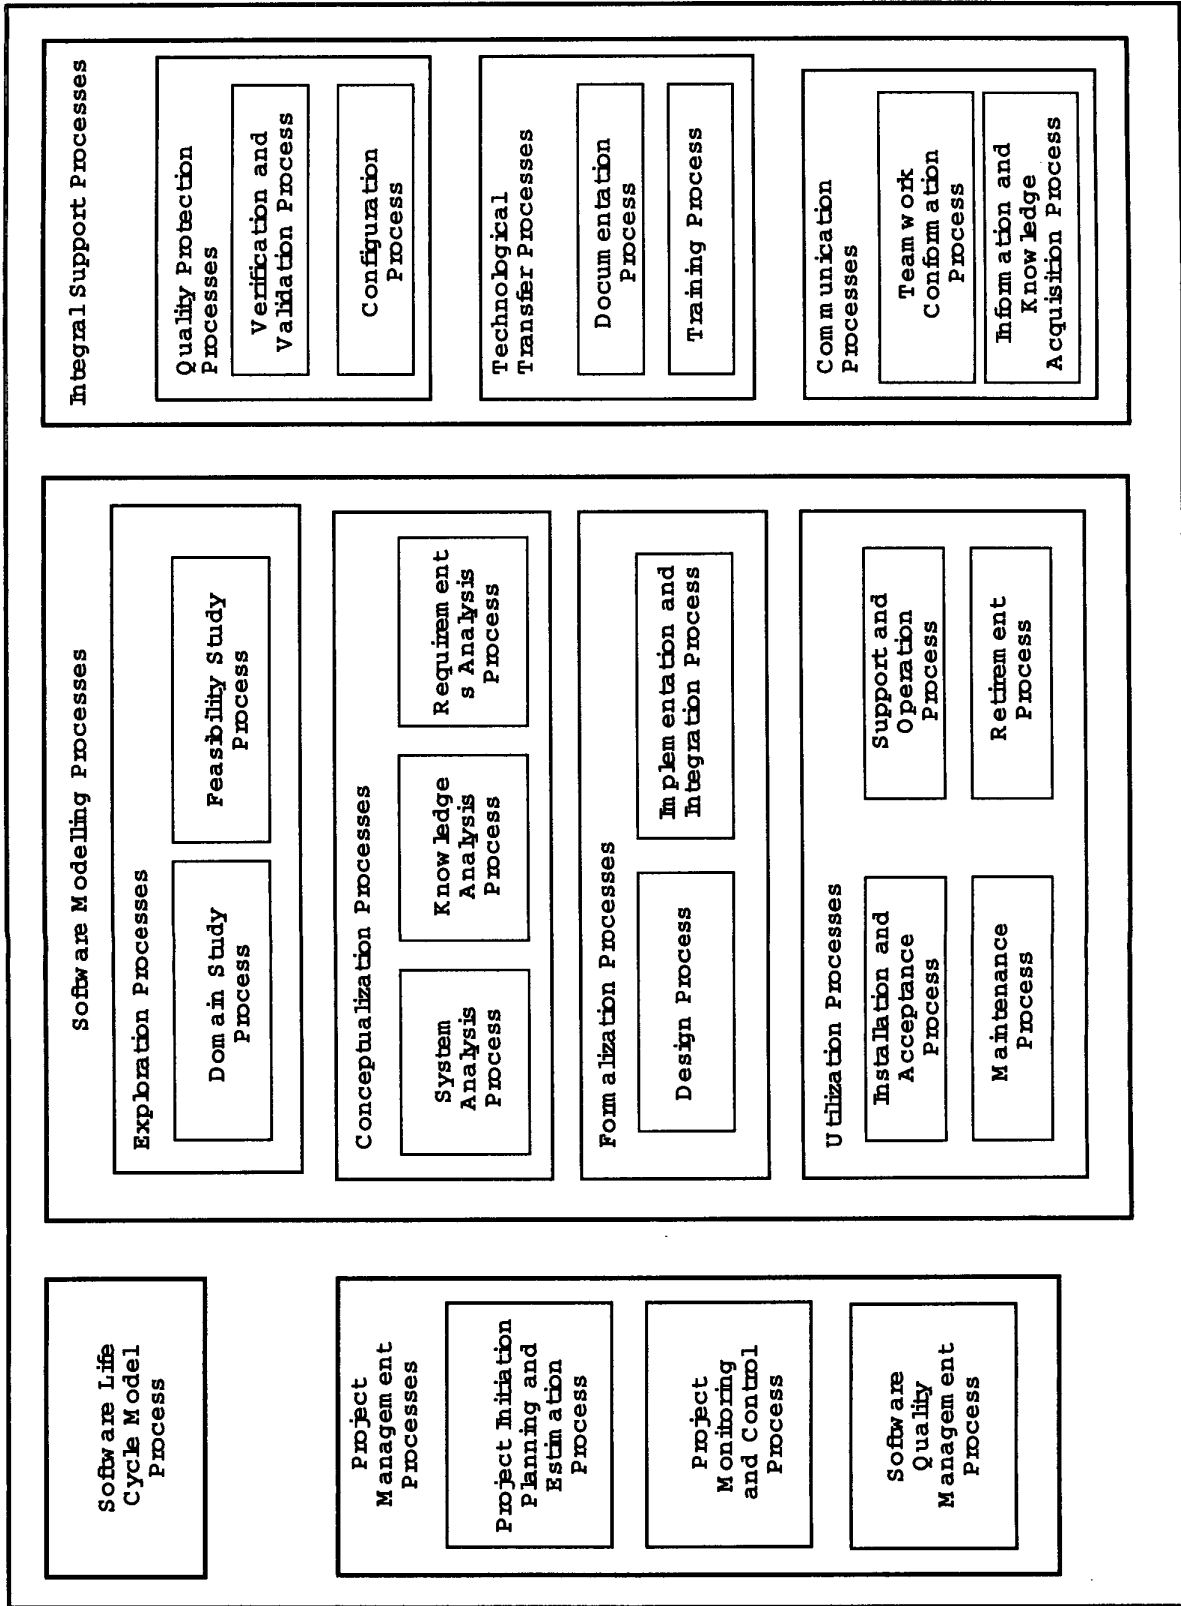 Software Life
Cycle Model
Process
Project
Management
Processes
Project Initiation
Planning and
Estimation
Process
Project
Monitoring
and Control
Process
Software
Quality
Management
Process
Software Modelling Processes
Exploration Processes
Domain Study
Process
Feasibility Study
Process
Conceptualization Processes
System
Analysis
Process
Knowledge
Analysis
Process
Requirement
s Analysis
Process
Formalization Processes
Design Process
Implementation and
Integration Process
Utilization Processes
Installation and
Acceptance
Process
Support and
Operation
Process
Maintenance
Process
Retirement
Process
Integral Support Processes
Quality Protection
Processes
Verification and
Validation Process
Configuration
Process
Technological
Transfer Processes
Documentation
Process
Training Process
Communication
Processes
Teamwork
Conformation
Process
Information and
Knowledge
Acquisition Process